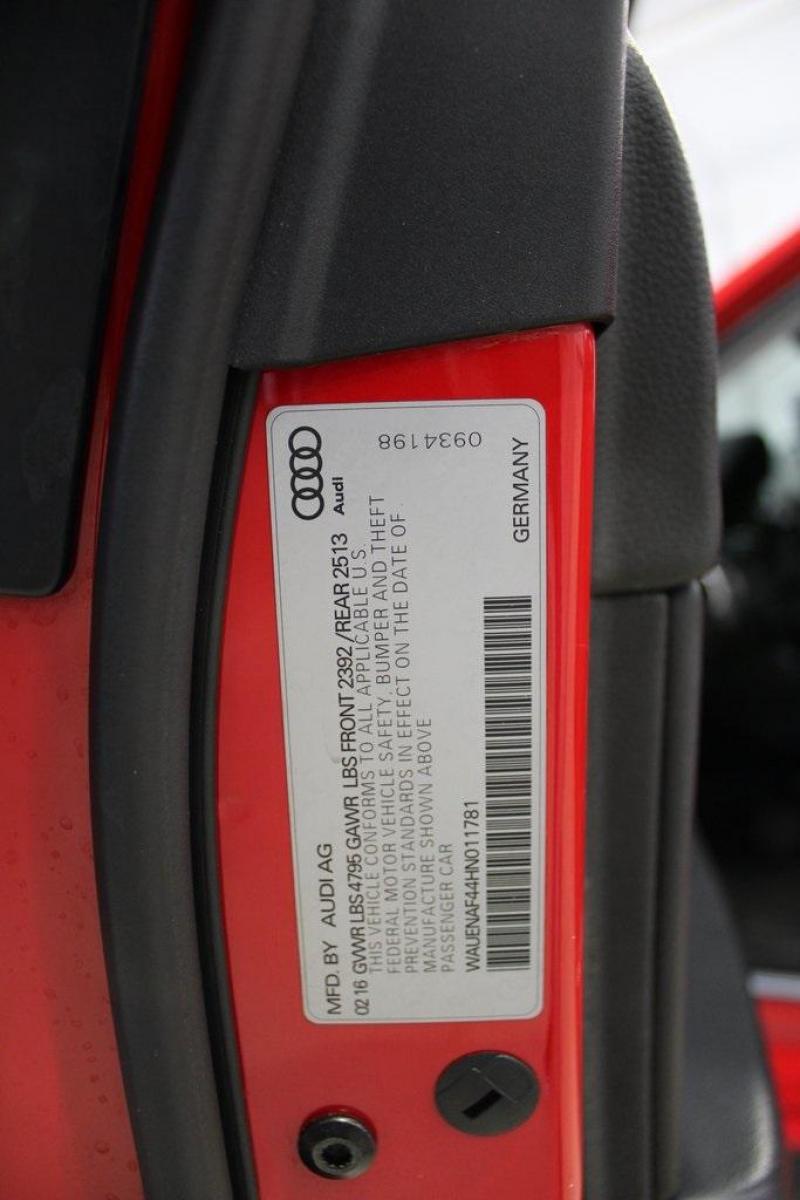 MFD. BY AUDI AG
Audi
02 16 GVWR LBS 4795 GAWR LBS FRONT 2392 /REAR 2513
THIS VEHICLE CONFORMS TO ALL APPLICABLE U.S.
FEDERAL MOTOR VEHICLE SAFETY, BUMPER AND THEFT
PREVENTION STANDARDS IN EFFECT ON THE DATE OF
MANUFACTURE SHOWN ABOVE
PASSENGER CAR
0934198
WAUENAF44HN011781
GERMANY